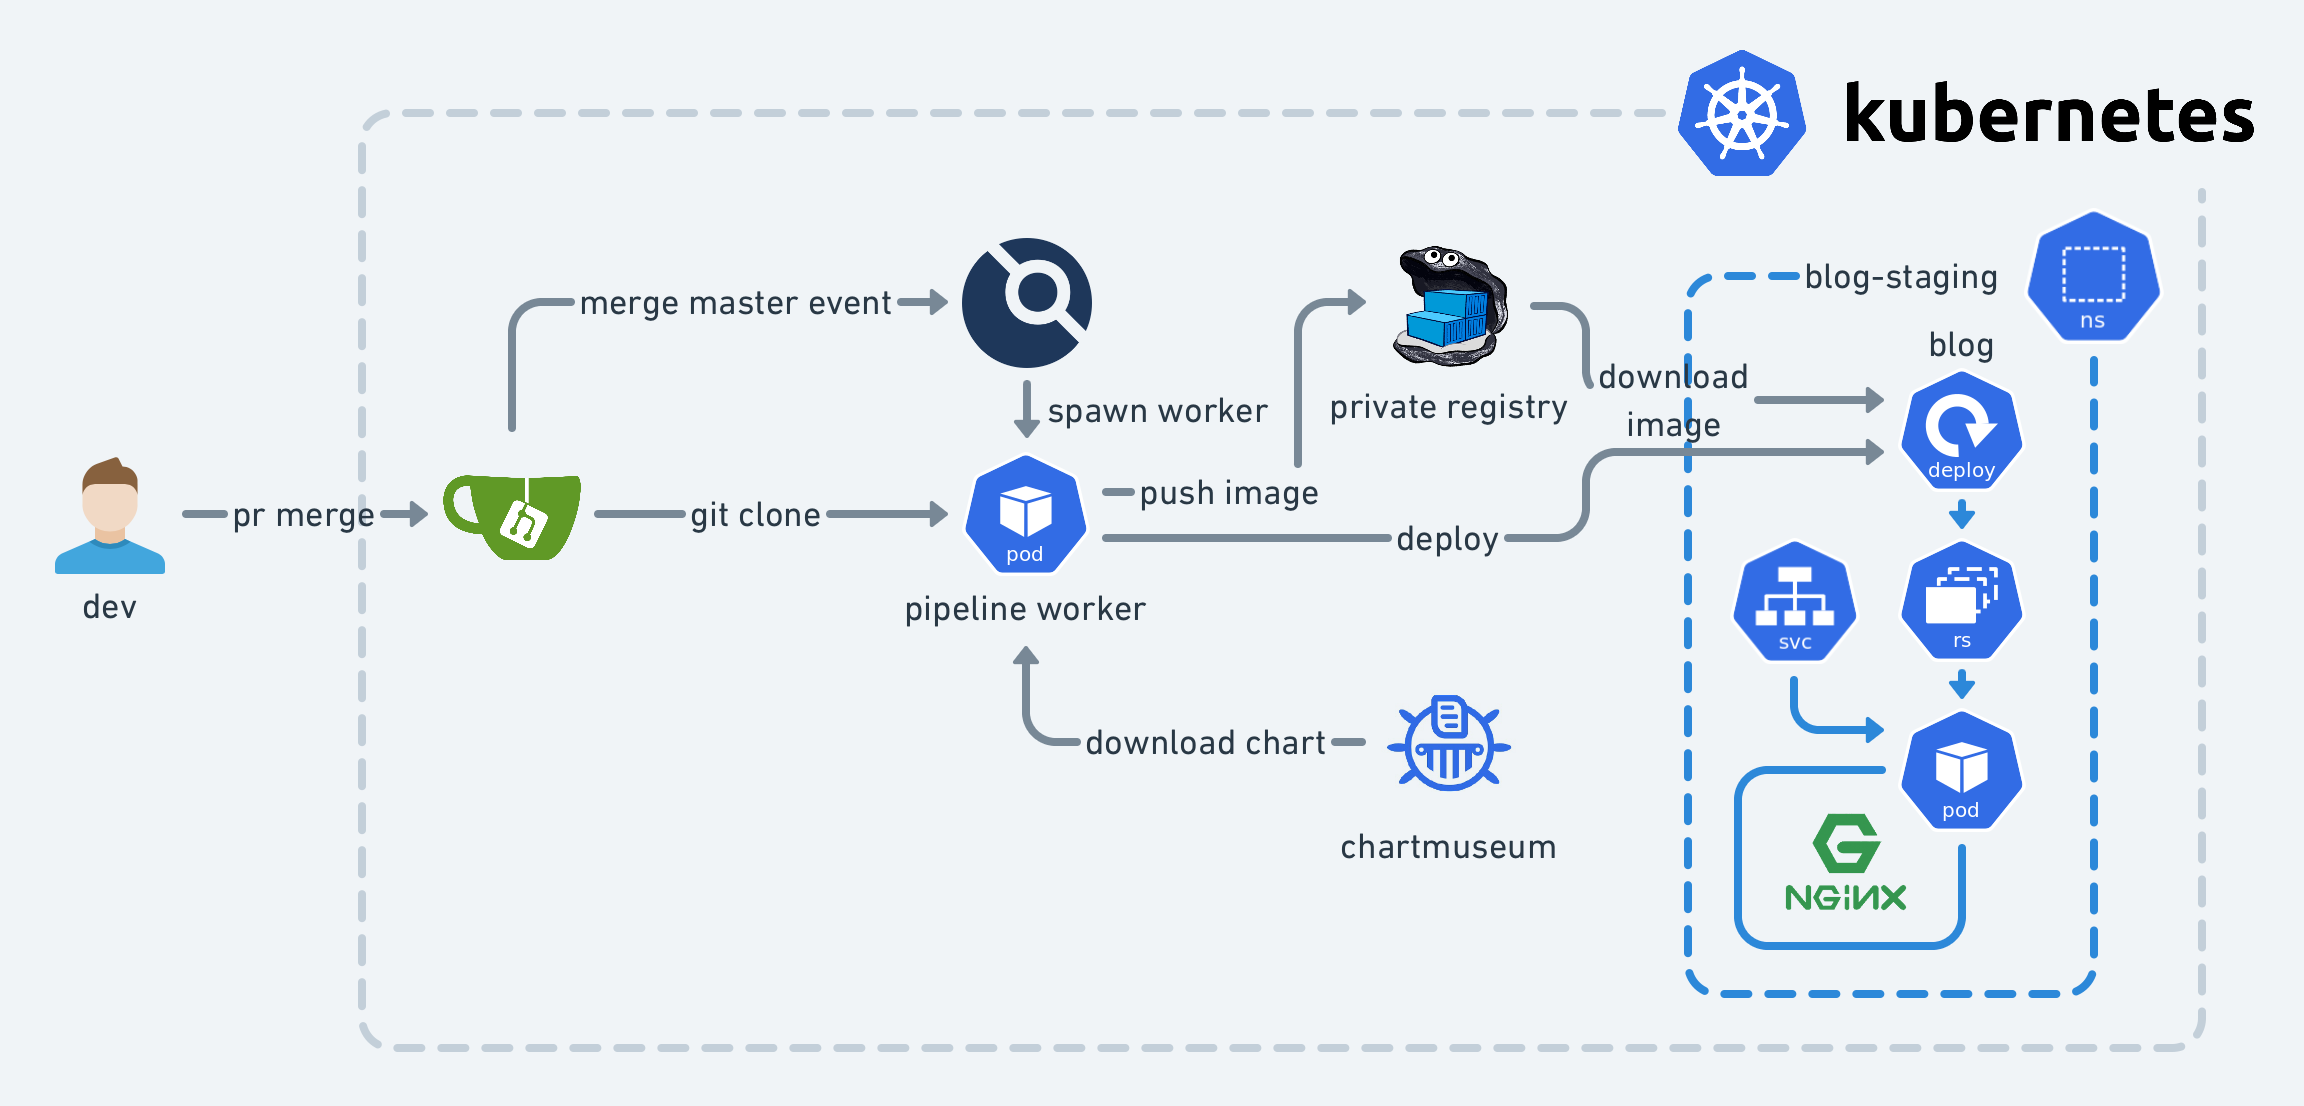 kubernetes
blog-staging
ns
merge master event
blog
spawn worker
private registry
download
image
deploy
pr merge
git clone
push image
pod
deploy
dev
pipeline worker
svc
rs
download chart
pod
chartmuseum
NGiNX